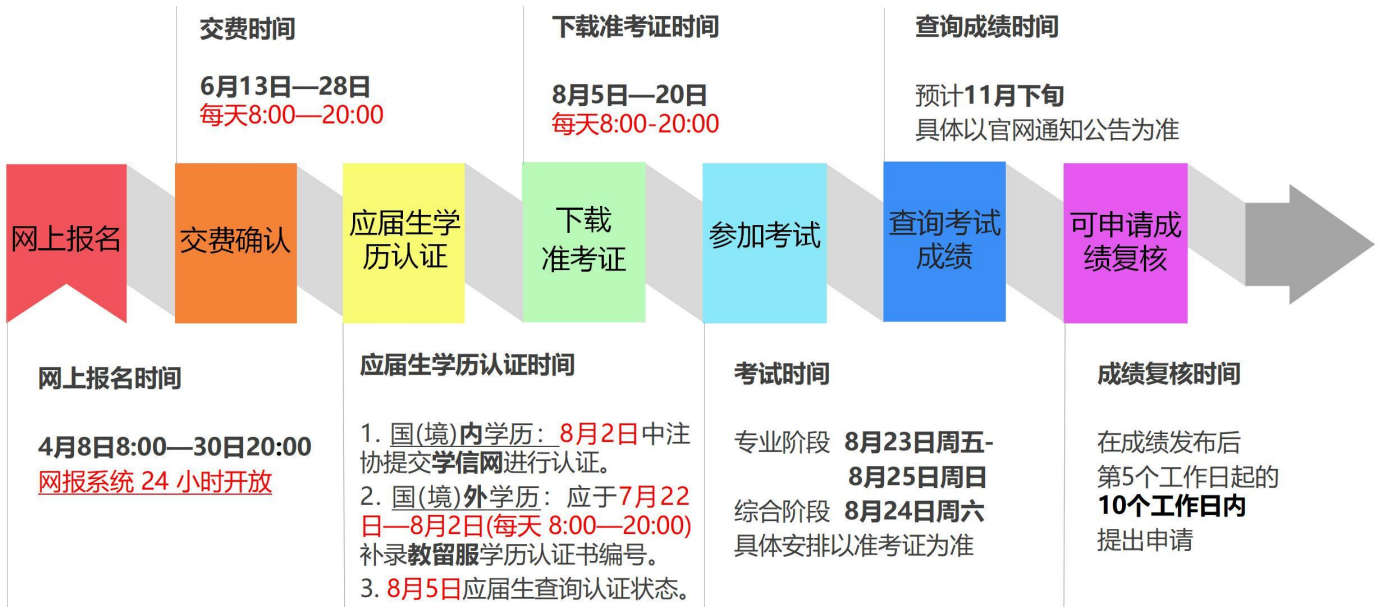 交费时间
6月13日—28日
每天8:00—20:00
下载准考证时间
8月5日—20日
每天8:00-20:00
查询成绩时间
预计11月下旬
具体以官网通知公告为准
网上报名
交费确认
应届生学
历认证
下载
准考证
参加考试
查询考试
成绩
可申请成
绩复核
网上报名时间
4月8日8:00—30日20:00
网报系统 24 小时开放
应届生学历认证时间
1. 国(境)内学历：8月2日中注
协提交学信网进行认证。
2. 国(境)外学历：应于7月22
日—8月2日(每天 8:00—20:00)
补录教留服学历认证书编号。
3. 8月5日应届生查询认证状态。
考试时间
专业阶段 8月23日周五-
8月25日周日
综合阶段 8月24日周六
具体安排以准考证为准
成绩复核时间
在成绩发布后
第5个工作日起的
10个工作日内
提出申请